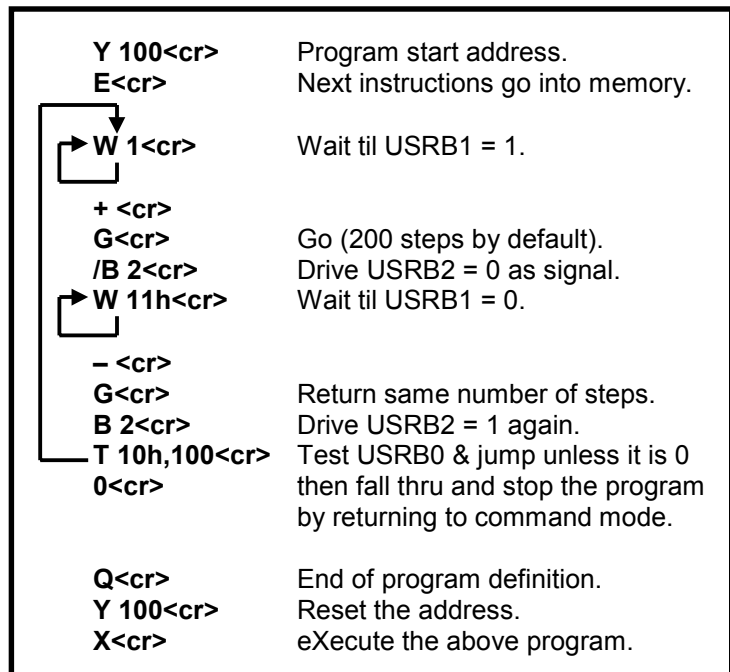 Y 100<cr> Program start address.
E<cr> Next instructions go into memory.
W 1<cr> Wait til USRB1 = 1.
+ <cr>
G<cr> Go (200 steps by default).
/B 2<cr> Drive USRB2 = 0 as signal.
W 11h<cr> Wait til USRB1 = 0.
– <cr>
G<cr> Return same number of steps.
B 2<cr> Drive USRB2 = 1 again.
T 10h,100<cr> Test USRB0 & jump unless it is 0
0<cr> then fall thru and stop the program
by returning to command mode.
Q<cr> End of program definition.
Y 100<cr> Reset the address.
X<cr> eXecute the above program.